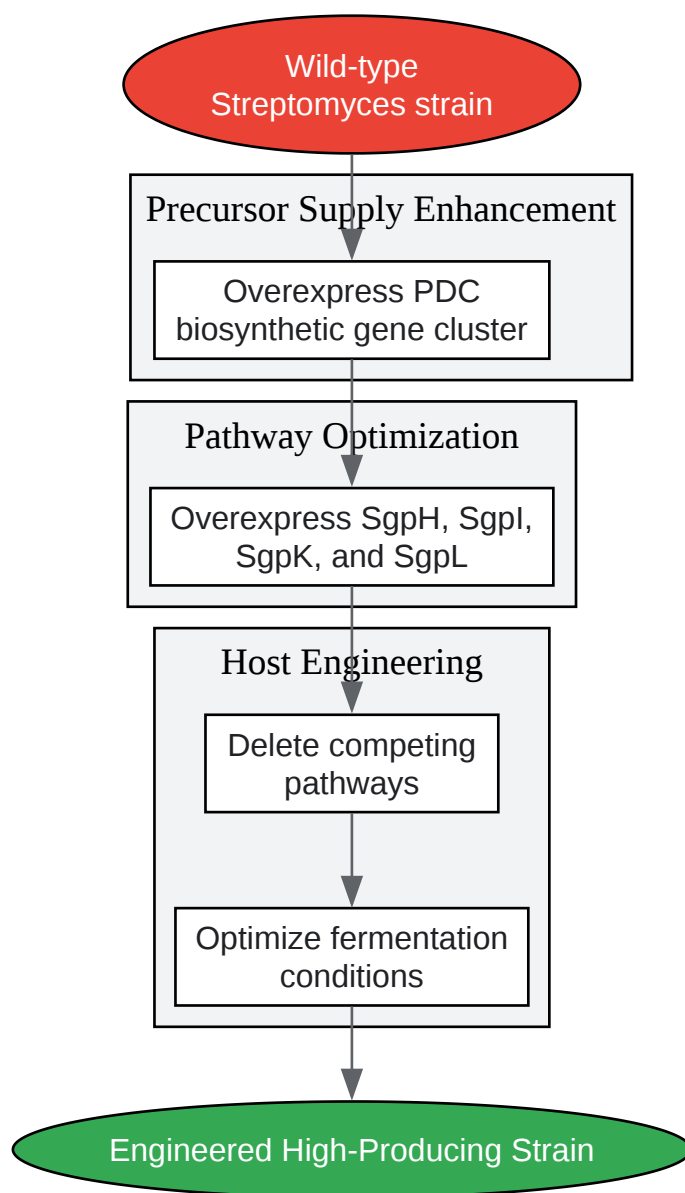 Wild-type
Streptomyces strain
Precursor Supply Enhancement
Overexpress PDC
biosynthetic gene cluster
Pathway Optimization
Overexpress SgpH, SgpI,
SgpK, and SgpL
Host Engineering
Delete competing
pathways
Optimize fermentation
conditions
Engineered High-Producing Strain